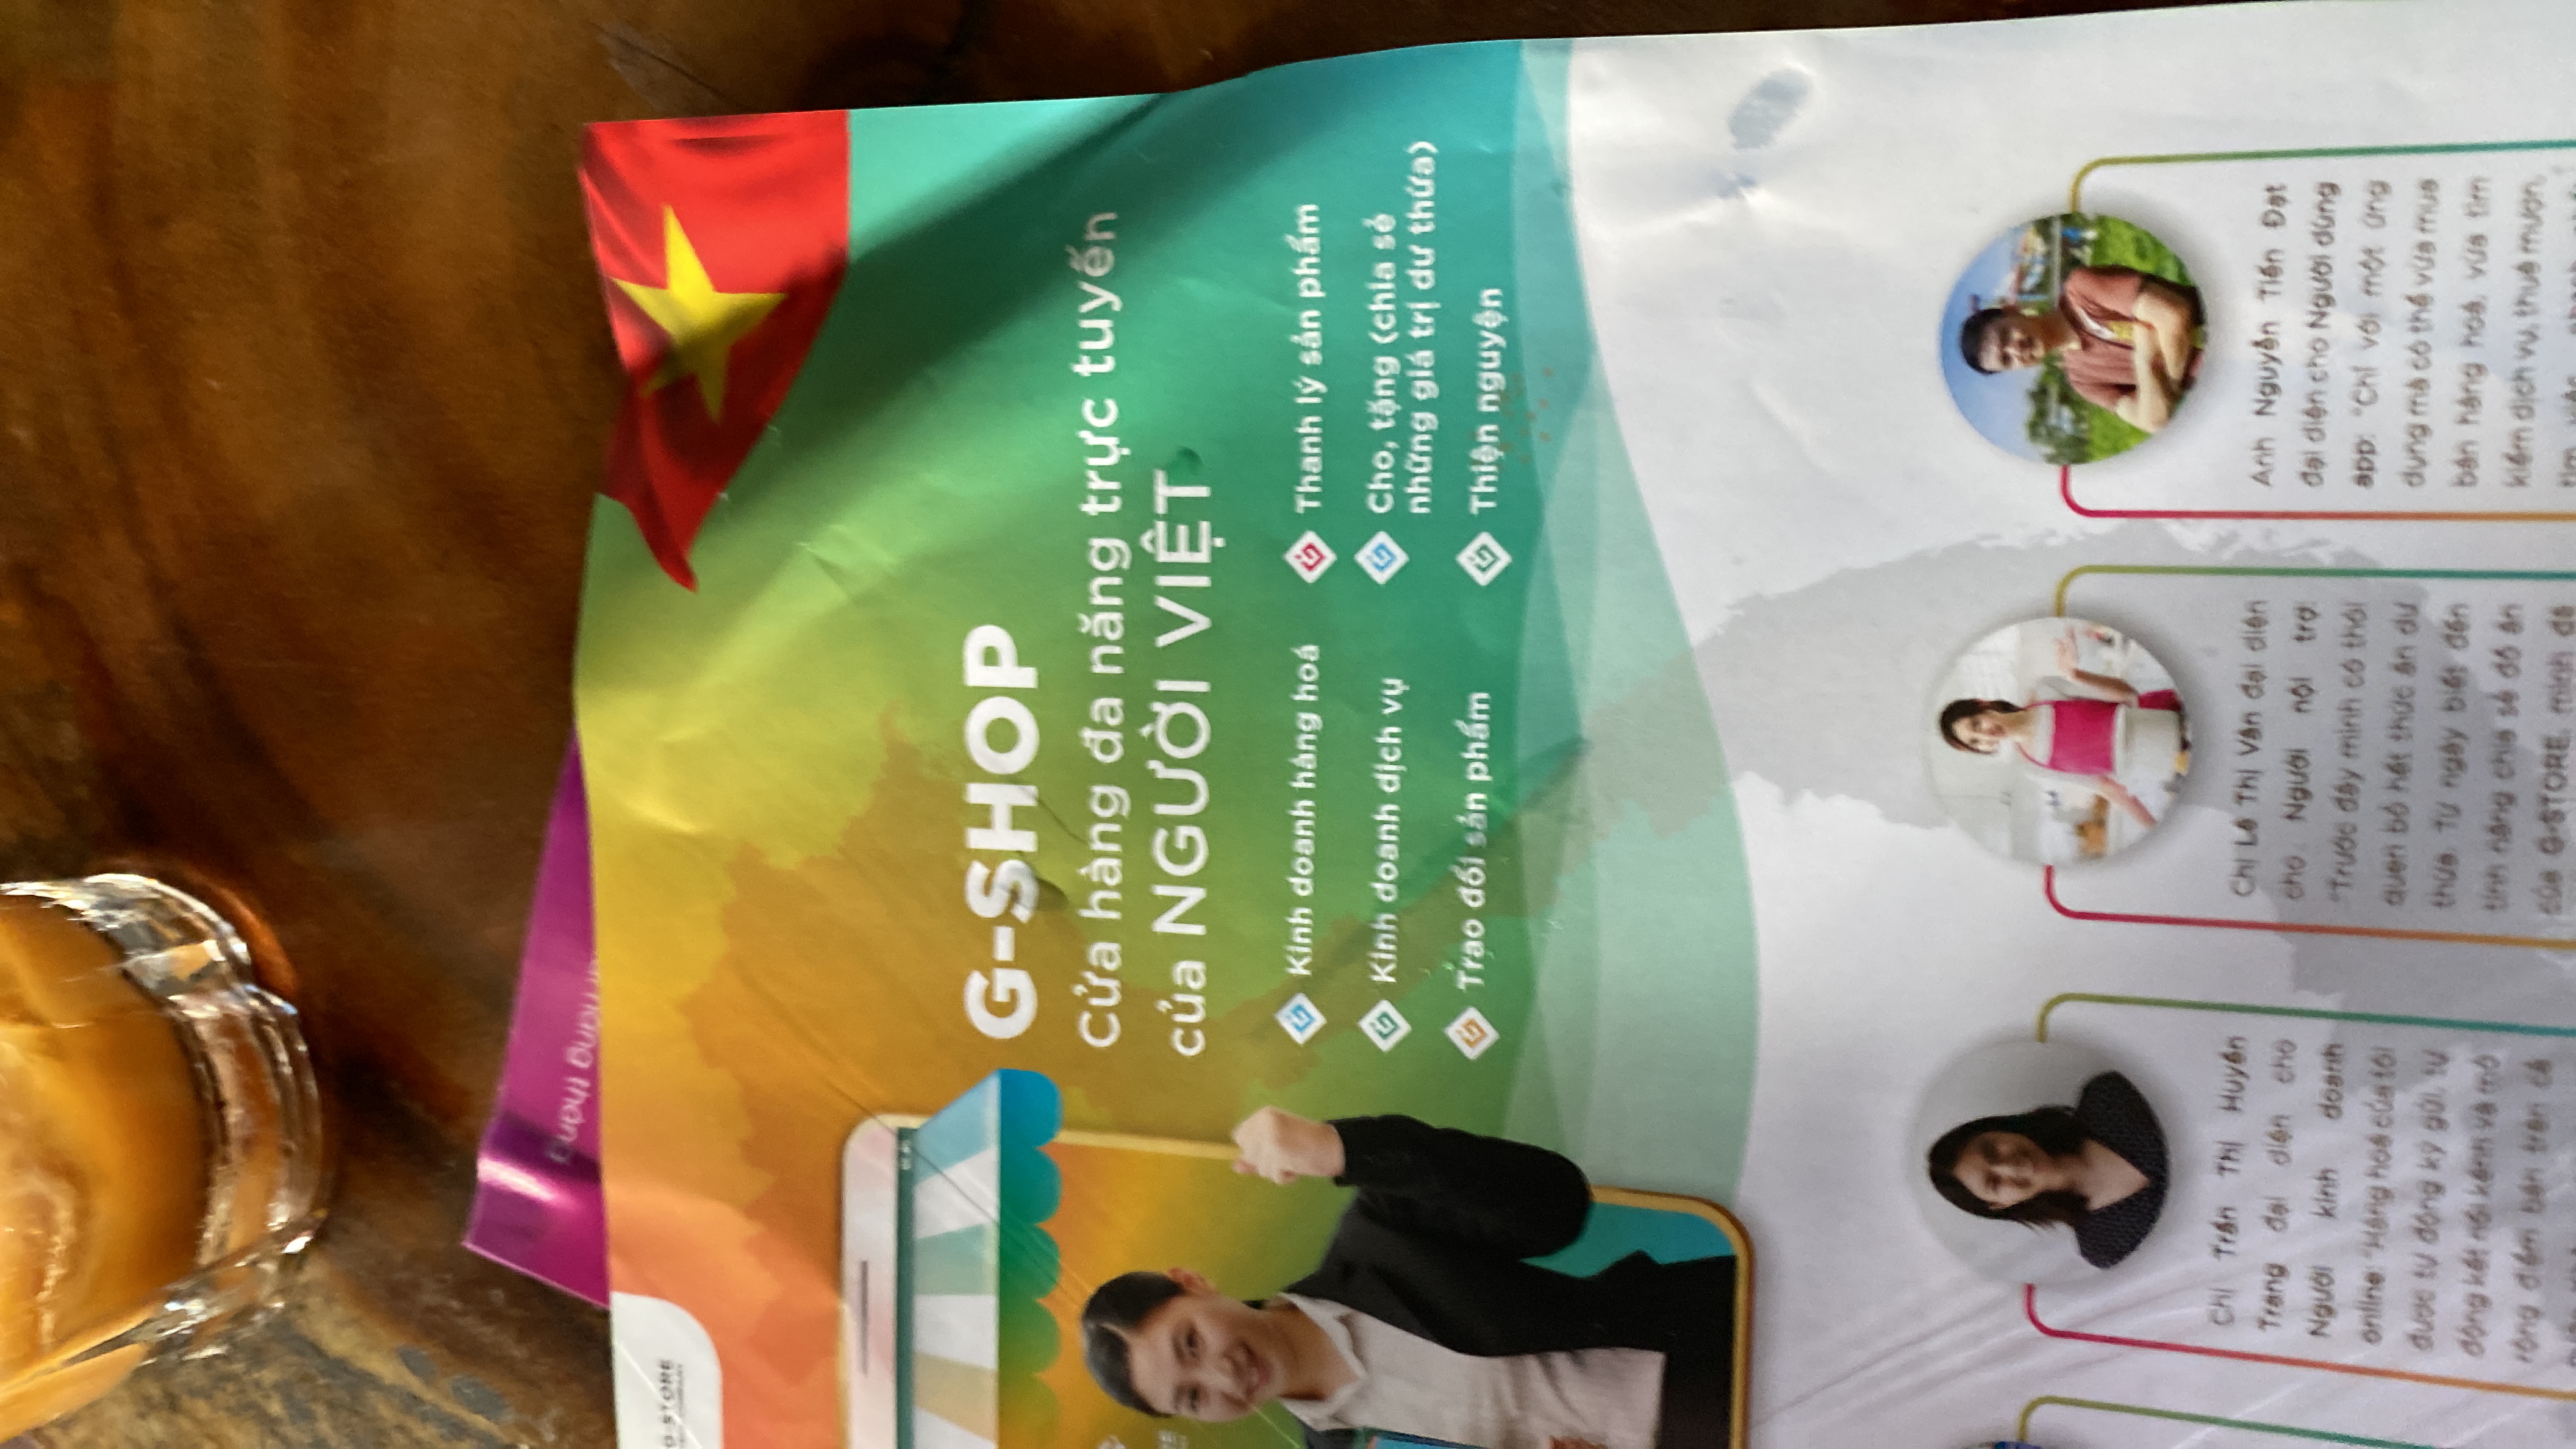 G-STORE
G-SHOP
Cửa hàng đa năng trực tuyến
của NGƯỜI VIỆT
Kinh doanh hàng hoá
Kinh doanh dịch vụ
Trao đổi sản phẩm
Thanh lý sản phẩm
Cho, tặng (chia sẻ
những giá trị dư thừa)
Thiện nguyện
Chị Trần Thị Huyền
Trang đại diện cho
Người kinh doanh
online: "Hàng hoá của tôi
được tự động ký gửi, tự
động kết nối kênh và mở
rộng điểm bán trên cả
Chị Lê Thị Vân đại diện
cho Người nội trợ:
"Trước đây mình có thói
quen bỏ hết thức ăn dư
thừa. Từ ngày biết đến
tính năng chia sẻ đồ ăn
của G-STORE, mình đã
Anh Nguyễn Tiến Đạt
đại diện cho Người dùng
app: "Chỉ với một ứng
dụng mà có thể vừa mua
bán hàng hoá, vừa tìm
kiếm dịch vụ, thuê mượn,